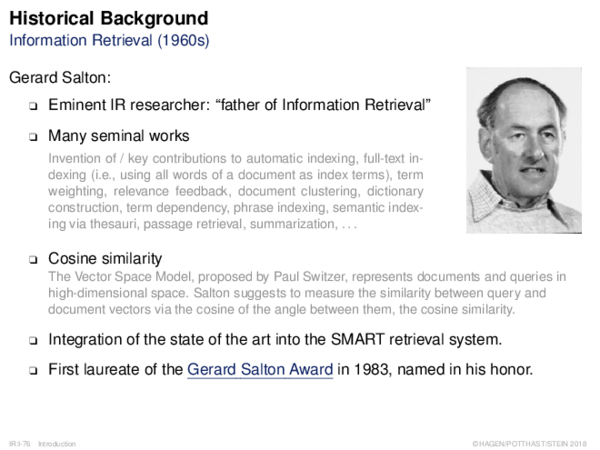 Historical Background
Information Retrieval (1960s)
Gerard Salton:
❑ Eminent IR researcher: “father of Information Retrieval”
❑ Many seminal works
Invention of / key contributions to automatic indexing, full-text in-
dexing (i.e., using all words of a document as index terms), term
weighting, relevance feedback, document clustering, dictionary
construction, term dependency, phrase indexing, semantic index-
ing via thesauri, passage retrieval, summarization, . . .
❑ Cosine similarity
The Vector Space Model, proposed by Paul Switzer, represents documents and queries in
high-dimensional space. Salton suggests to measure the similarity between query and
document vectors via the cosine of the angle between them, the cosine similarity.
❑ Integration of the state of the art into the SMART retrieval system.
❑ First laureate of the Gerard Salton Award in 1983, named in his honor.
IR:I-76 Introduction
©HAGEN/POTTHAST/STEIN 2018